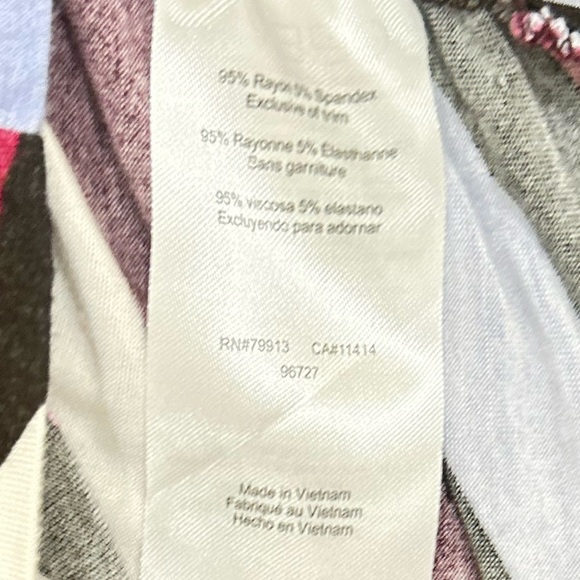 95% Rayon 5% Spandex
Exclusive of trim
95% Rayonne 5% Elasthanne
Sans garniture
95% viscosa 5% elastano
Excluyendo para adornar
RN#79913 CA#11414
96727
Made in Vietnam
Fabriqué au Vietnam
Hecho en Vietnam